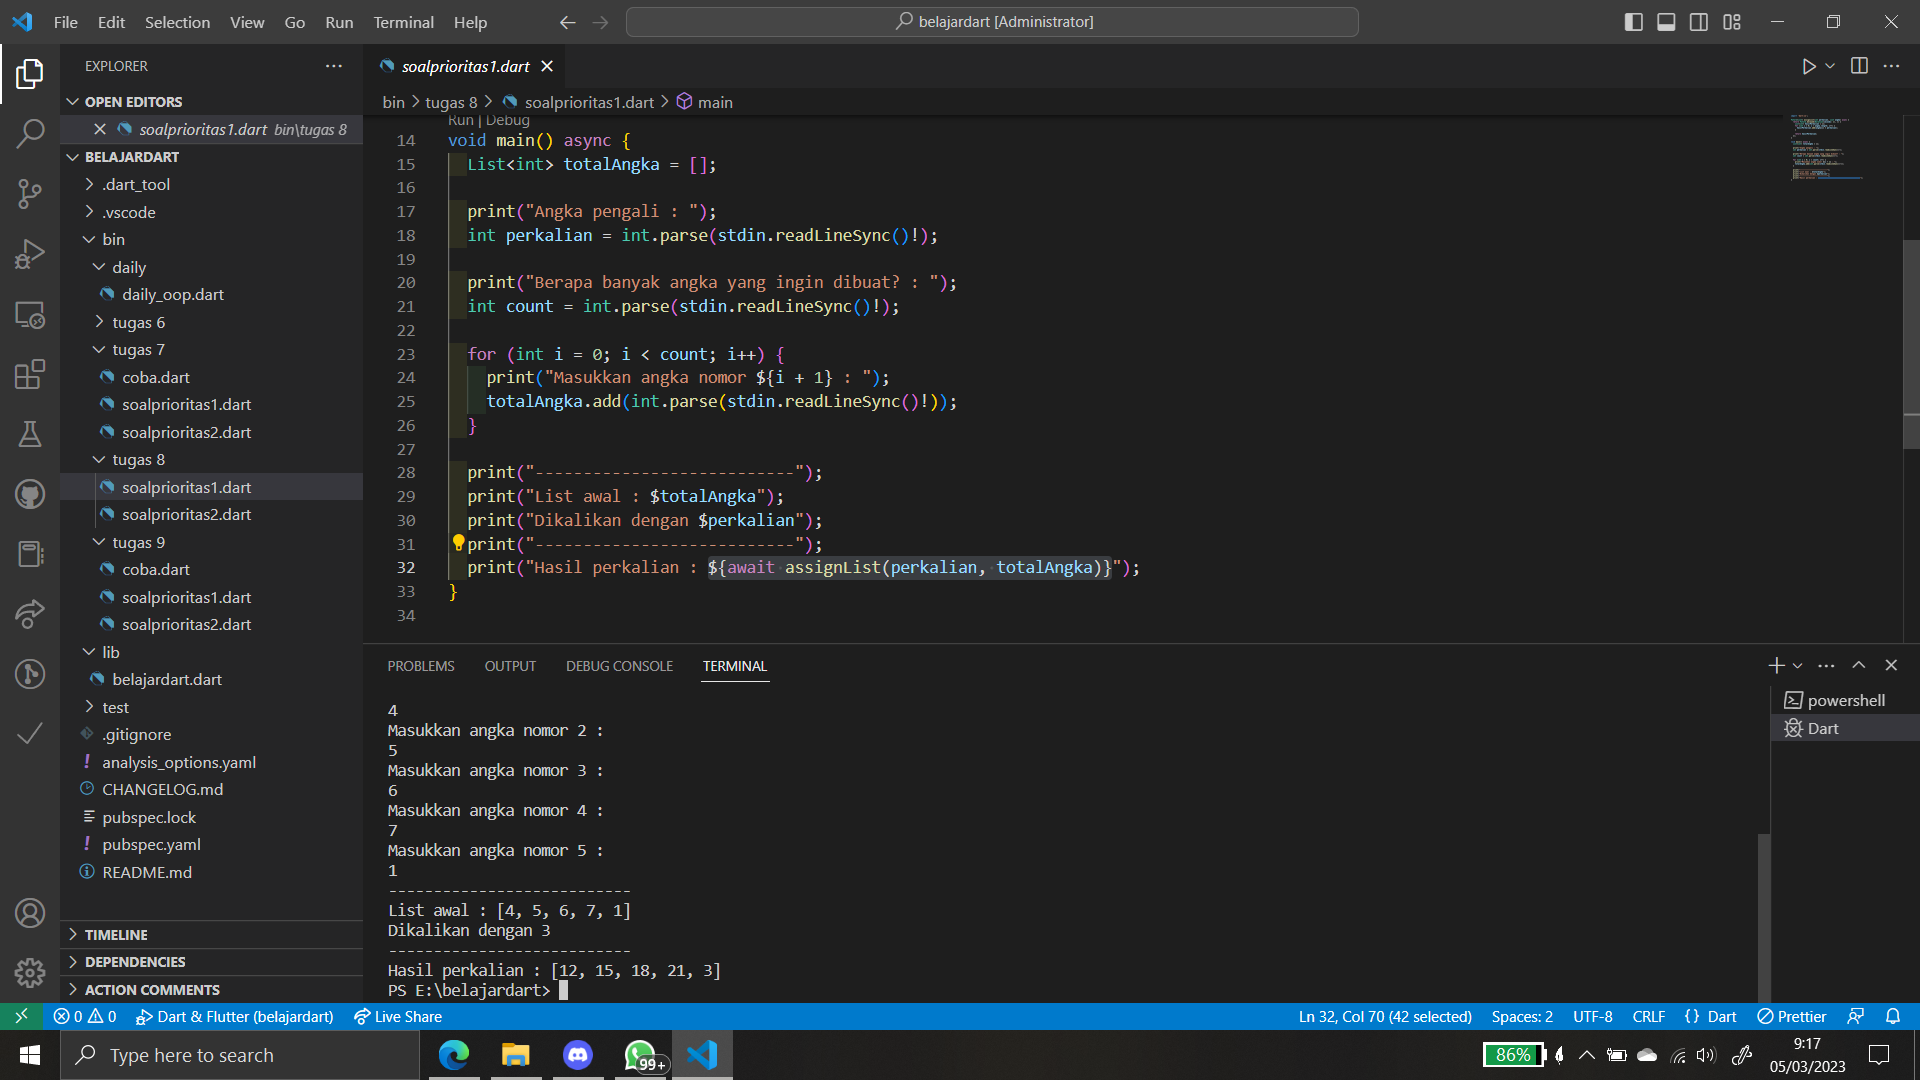 File Edit Selection View Go Run Terminal Help
belajardart [Administrator]
EXPLORER
OPEN EDITORS
soalprioritas1.dart bin\tugas 8
BELAJARDART
.dart_tool
.vscode
bin
daily
daily_oop.dart
tugas 6
tugas 7
coba.dart
soalprioritas1.dart
soalprioritas2.dart
tugas 8
soalprioritas1.dart
soalprioritas2.dart
tugas 9
coba.dart
soalprioritas1.dart
soalprioritas2.dart
lib
belajardart.dart
test
.gitignore
! analysis_options.yaml
CHANGELOG.md
pubspec.lock
! pubspec.yaml
README.md
TIMELINE
DEPENDENCIES
ACTION COMMENTS
soalprioritas1.dart
bin > tugas 8 > soalprioritas1.dart > main
Run | Debug
14 void main() async {
15 List<int> totalAngka = [];
16
17 print("Angka pengali : ");
18 int perkalian = int.parse(stdin.readLineSync()!);
19
20 print("Berapa banyak angka yang ingin dibuat? : ");
21 int count = int.parse(stdin.readLineSync()!);
22
23 for (int i = 0; i < count; i++) {
24 print("Masukkan angka nomor ${i + 1} : ");
25 totalAngka.add(int.parse(stdin.readLineSync()!));
26 }
27
28 print("---------------------------");
29 print("List awal : $totalAngka");
30 print("Dikalikan dengan $perkalian");
31 print("---------------------------");
32 print("Hasil perkalian : ${await assignList(perkalian, totalAngka)}");
33 }
34
PROBLEMS OUTPUT DEBUG CONSOLE TERMINAL
4
Masukkan angka nomor 2 :
5
Masukkan angka nomor 3 :
6
Masukkan angka nomor 4 :
7
Masukkan angka nomor 5 :
1
---------------------------
List awal : [4, 5, 6, 7, 1]
Dikalikan dengan 3
---------------------------
Hasil perkalian : [12, 15, 18, 21, 3]
PS E:\belajardart>
powershell
Dart
0 0 Dart & Flutter (belajardart) Live Share
Ln 32, Col 70 (42 selected) Spaces: 2 UTF-8 CRLF {} Dart Prettier
Type here to search
99+
86%
9:17
05/03/2023